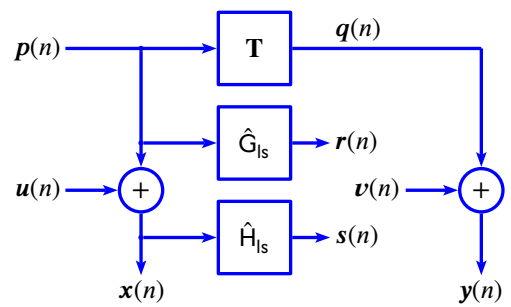 p(n) T q(n)
Ĝ_ls r(n)
u(n) + v(n) +
Ĥ_ls s(n)
x(n) y(n)